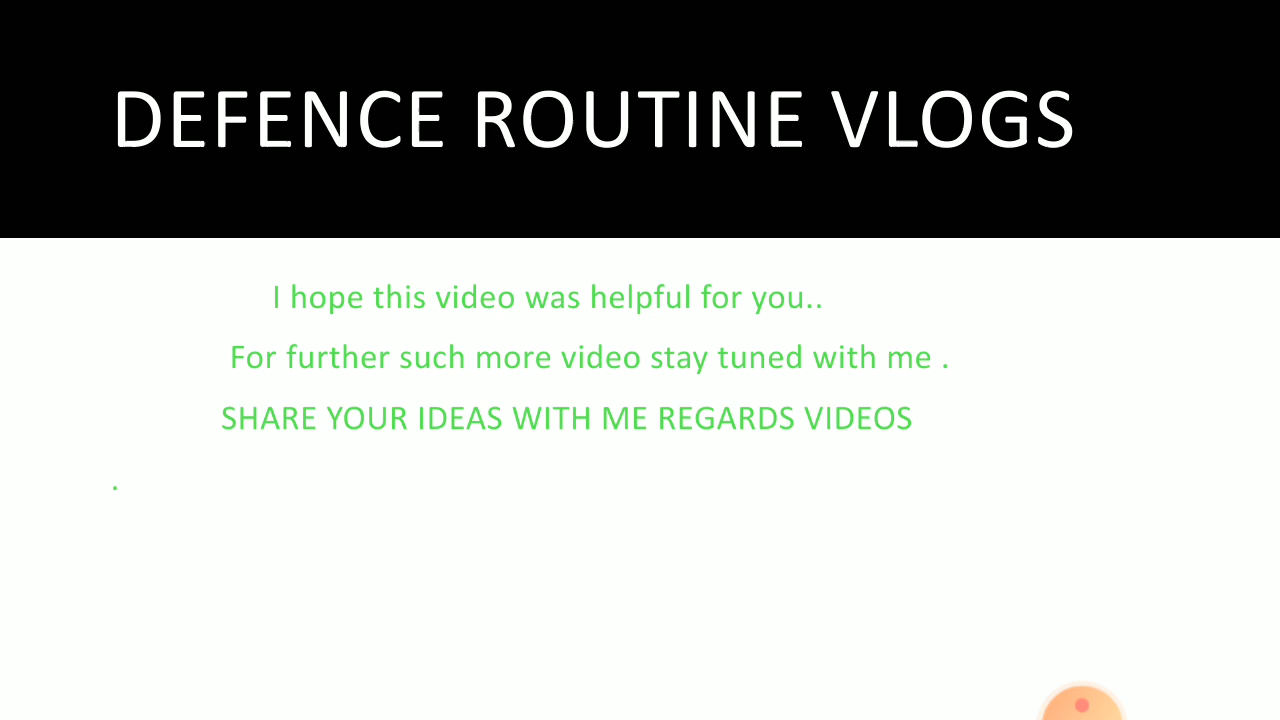 DEFENCE ROUTINE VLOGS
I hope this video was helpful for you..
For further such more video stay tuned with me .
SHARE YOUR IDEAS WITH ME REGARDS VIDEOS
.